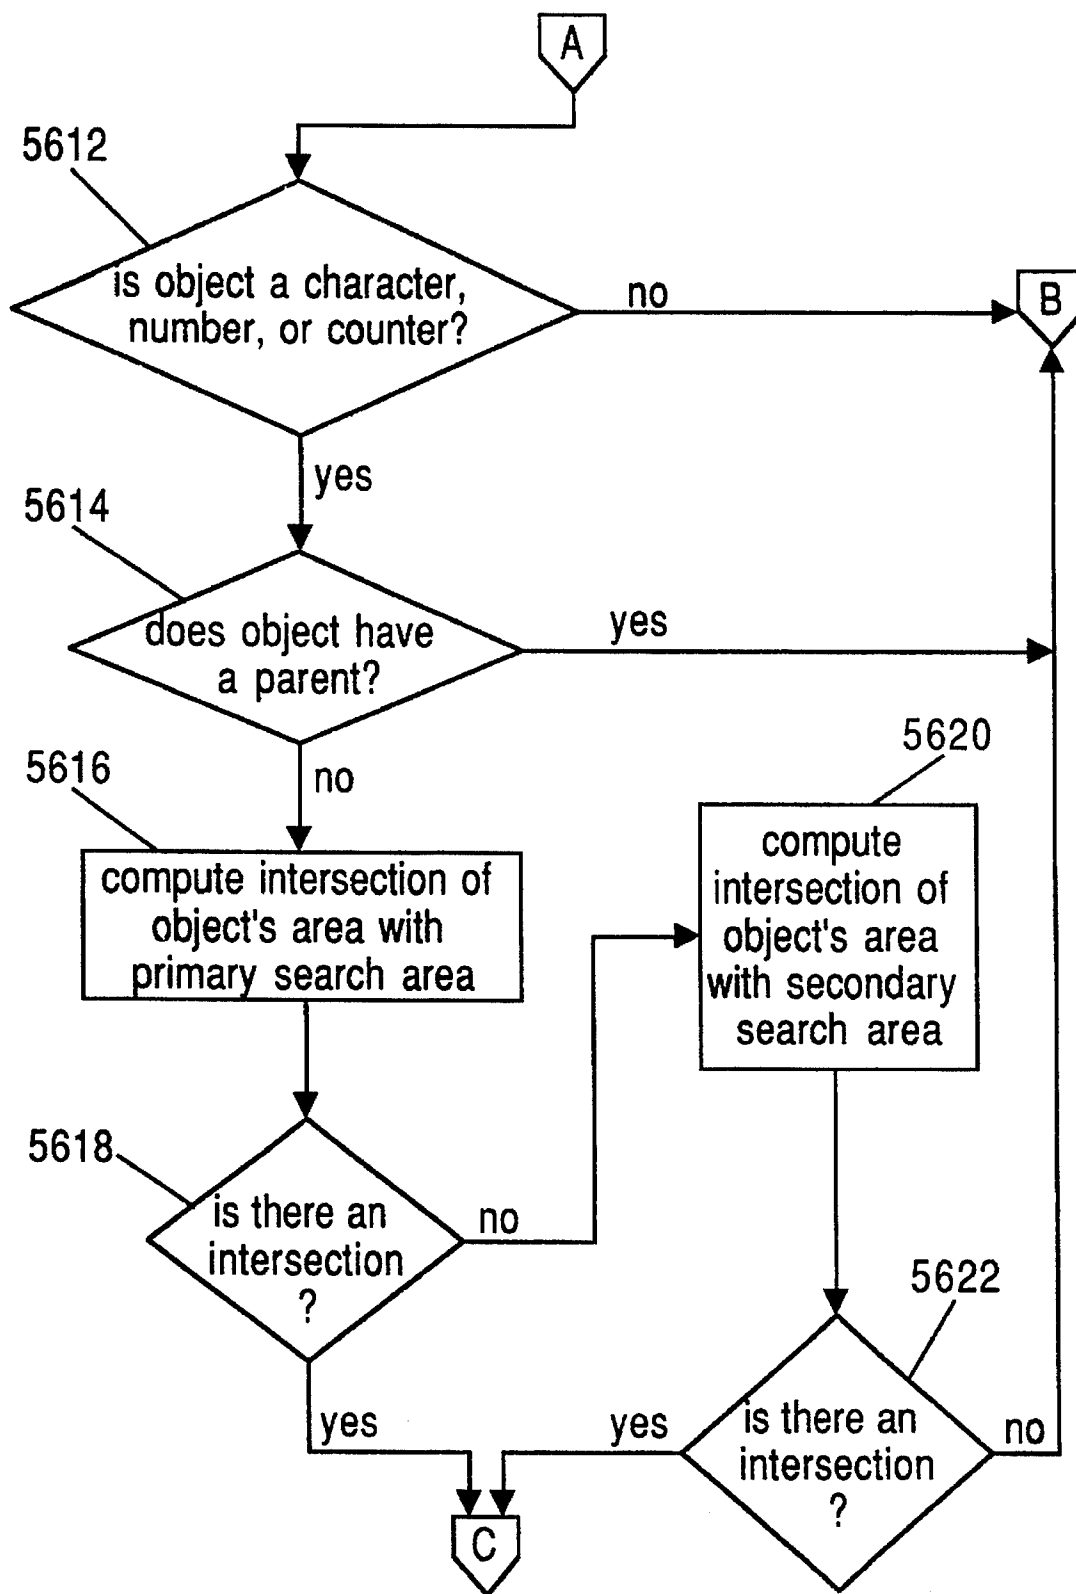 A
5612
is object a character,
number, or counter?
no
B
yes
5614
does object have
a parent?
yes
no
5616
compute intersection of
object's area with
primary search area
5620
compute
intersection of
object's area
with secondary
search area
5618
is there an
intersection
?
no
yes
5622
is there an
intersection
?
yes
no
C